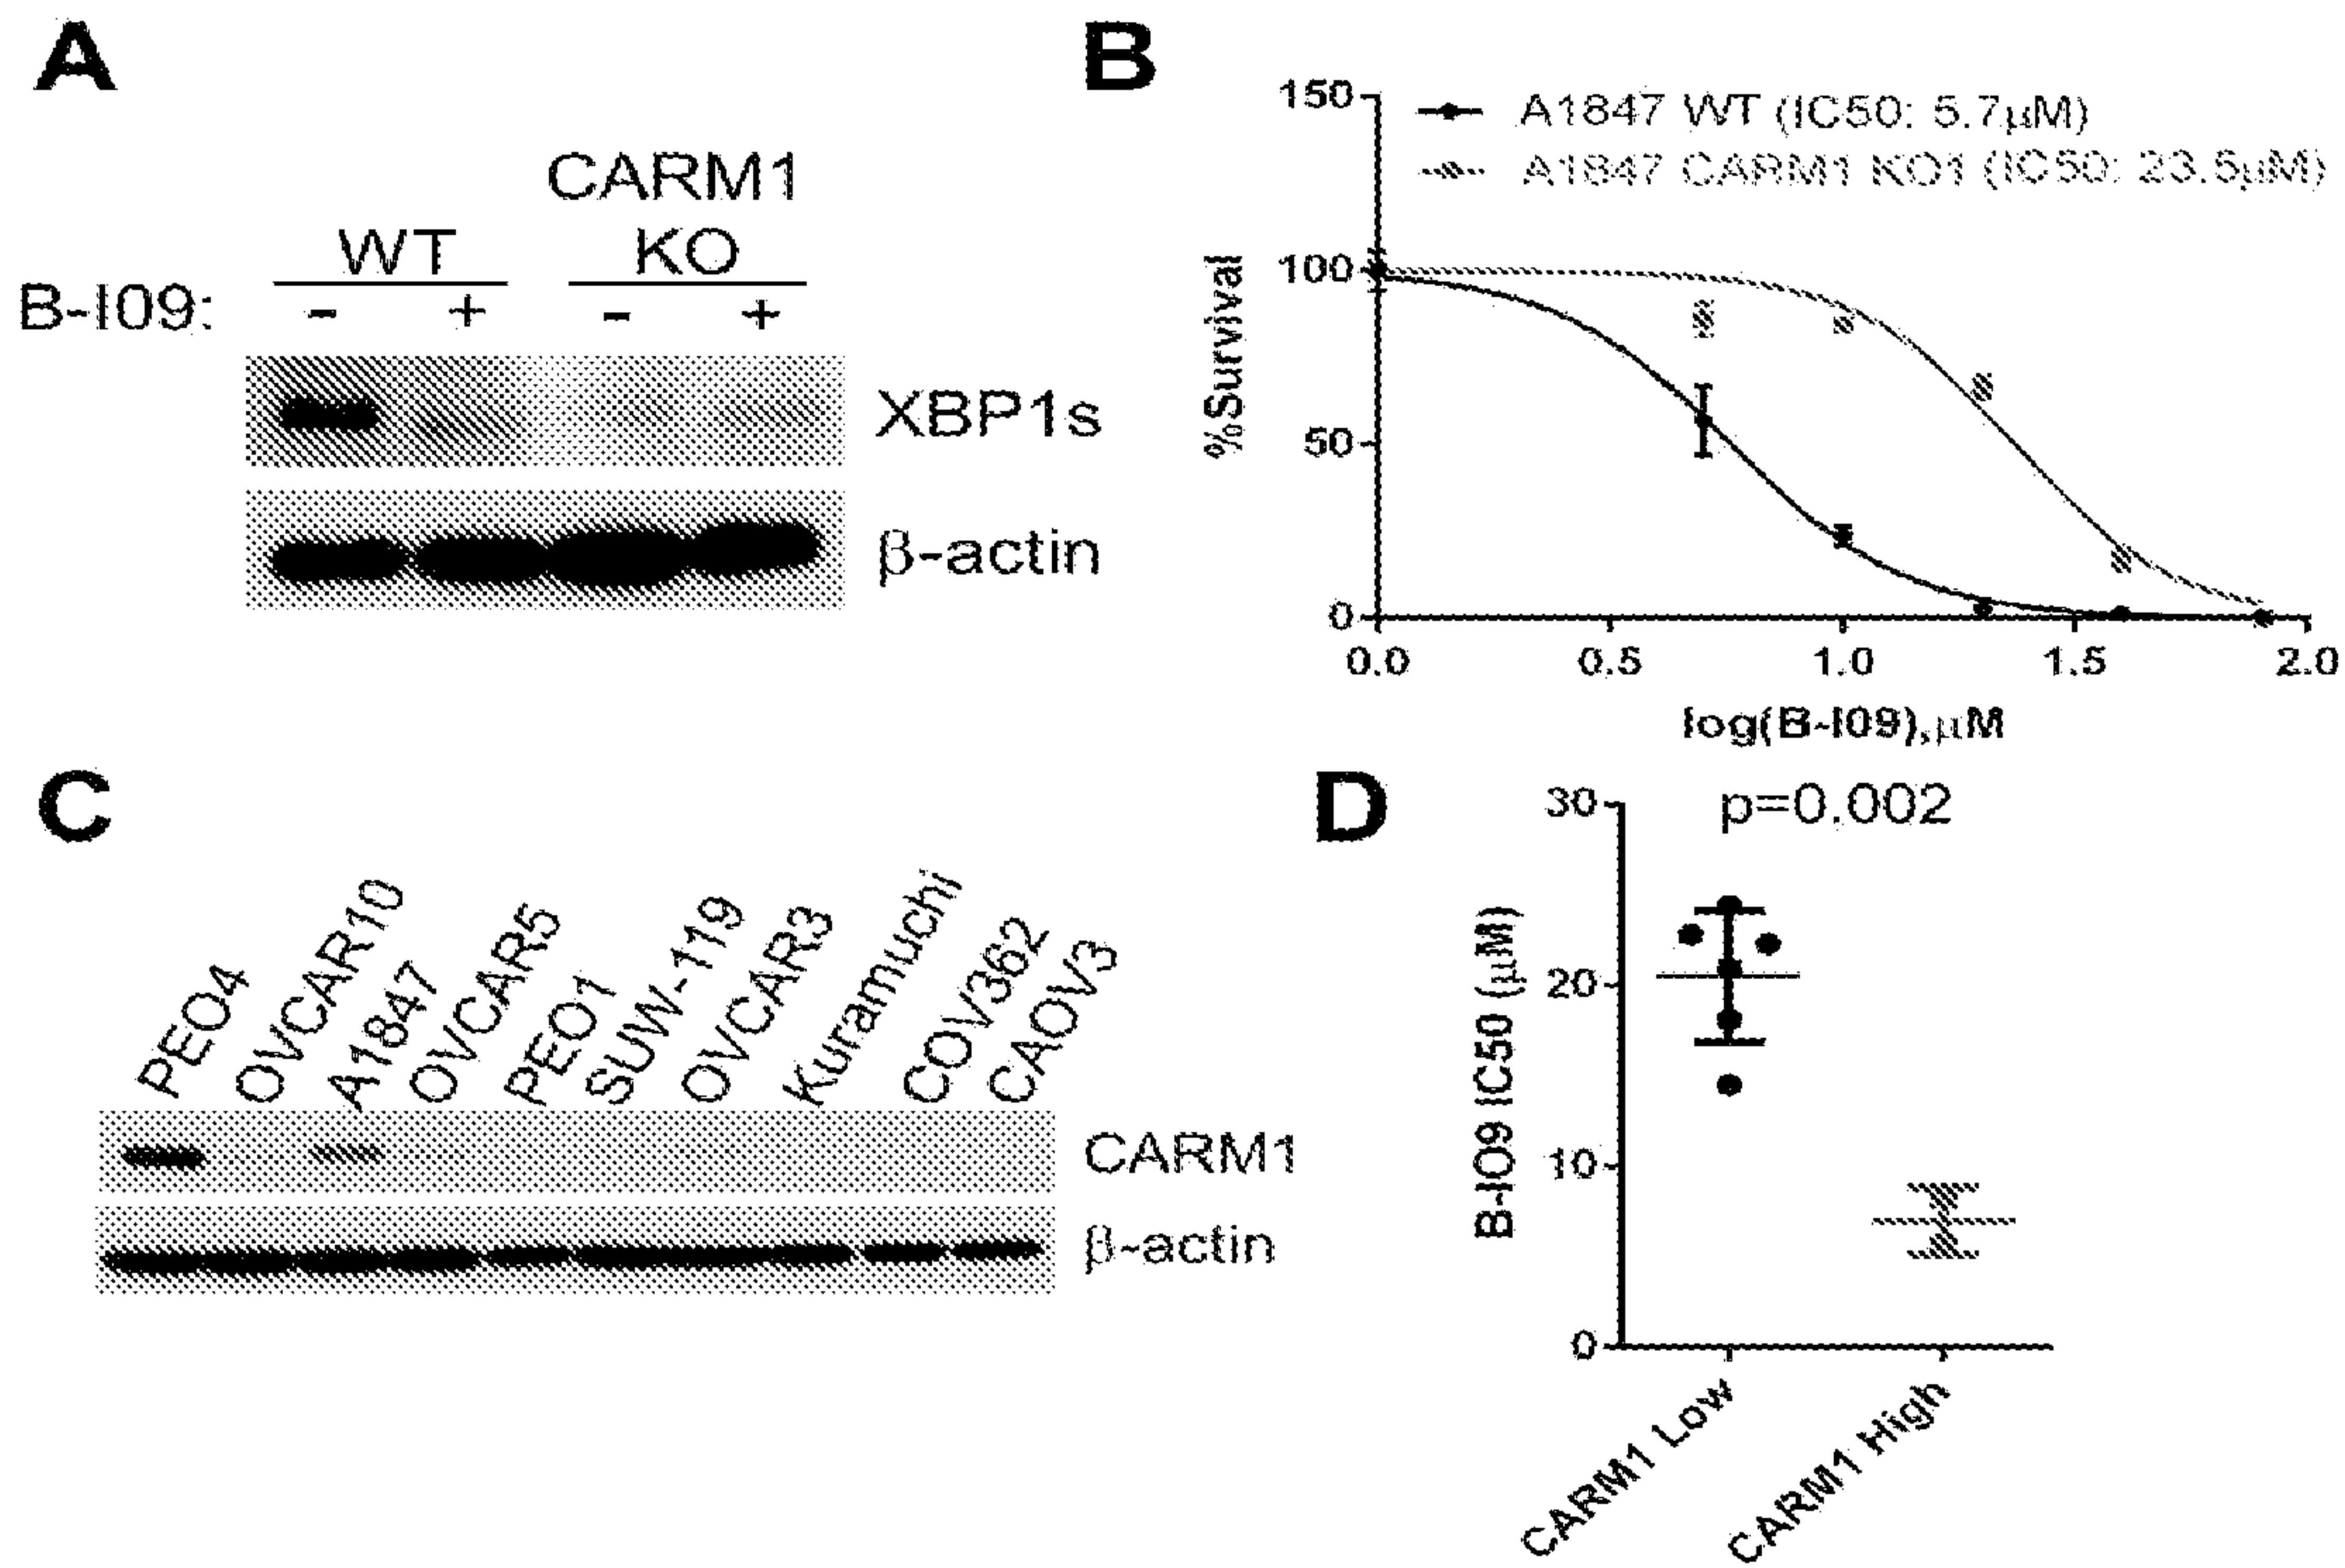 A
CARM1
WT KO
B-I09: - + - +
XBP1s
β-actin
B
150
100
50
0
%Survival
A1847 WT (IC50: 5.7μM)
A1847 CARM1 KO1 (IC50: 23.5μM)
0.0 0.5 1.0 1.5 2.0
log(B-I09),μM
C
PEO4 OVCAR10 A1847 OVCAR5 PEO1 SUW-119 OVCAR3 Kuramuchi COV362 CAOV3
CARM1
β-actin
D
p=0.002
30
20
10
0
B-IO9 IC50 (μM)
CARM1 Low CARM1 High